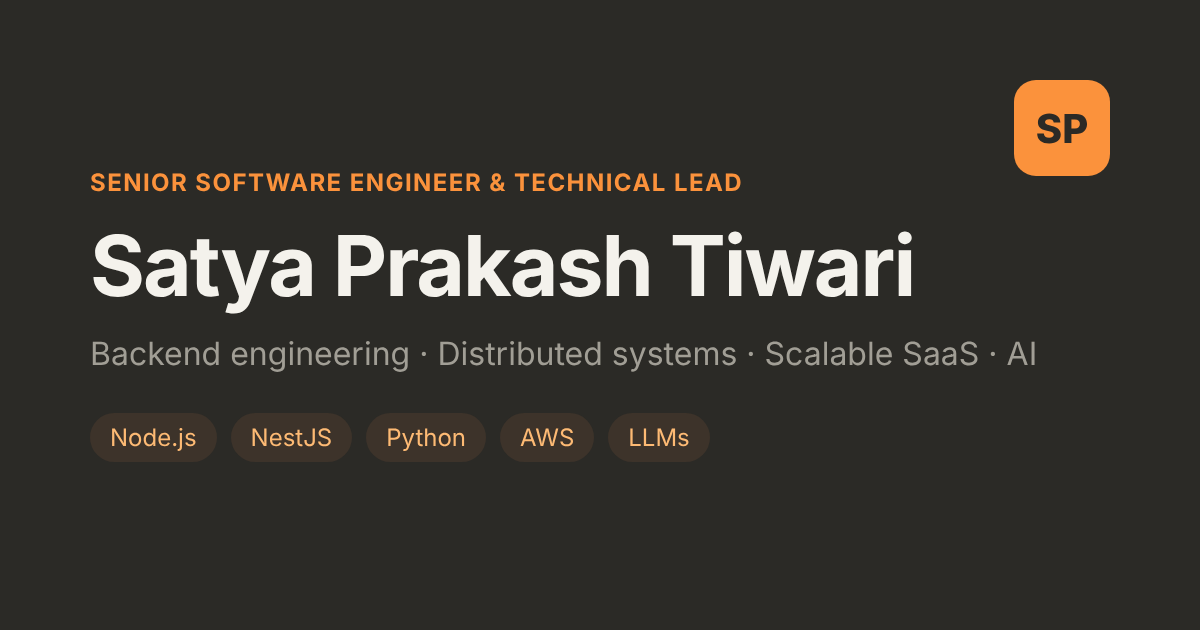 SP
SENIOR SOFTWARE ENGINEER & TECHNICAL LEAD
Satya Prakash Tiwari
Backend engineering · Distributed systems · Scalable SaaS · AI
Node.js NestJS Python AWS LLMs